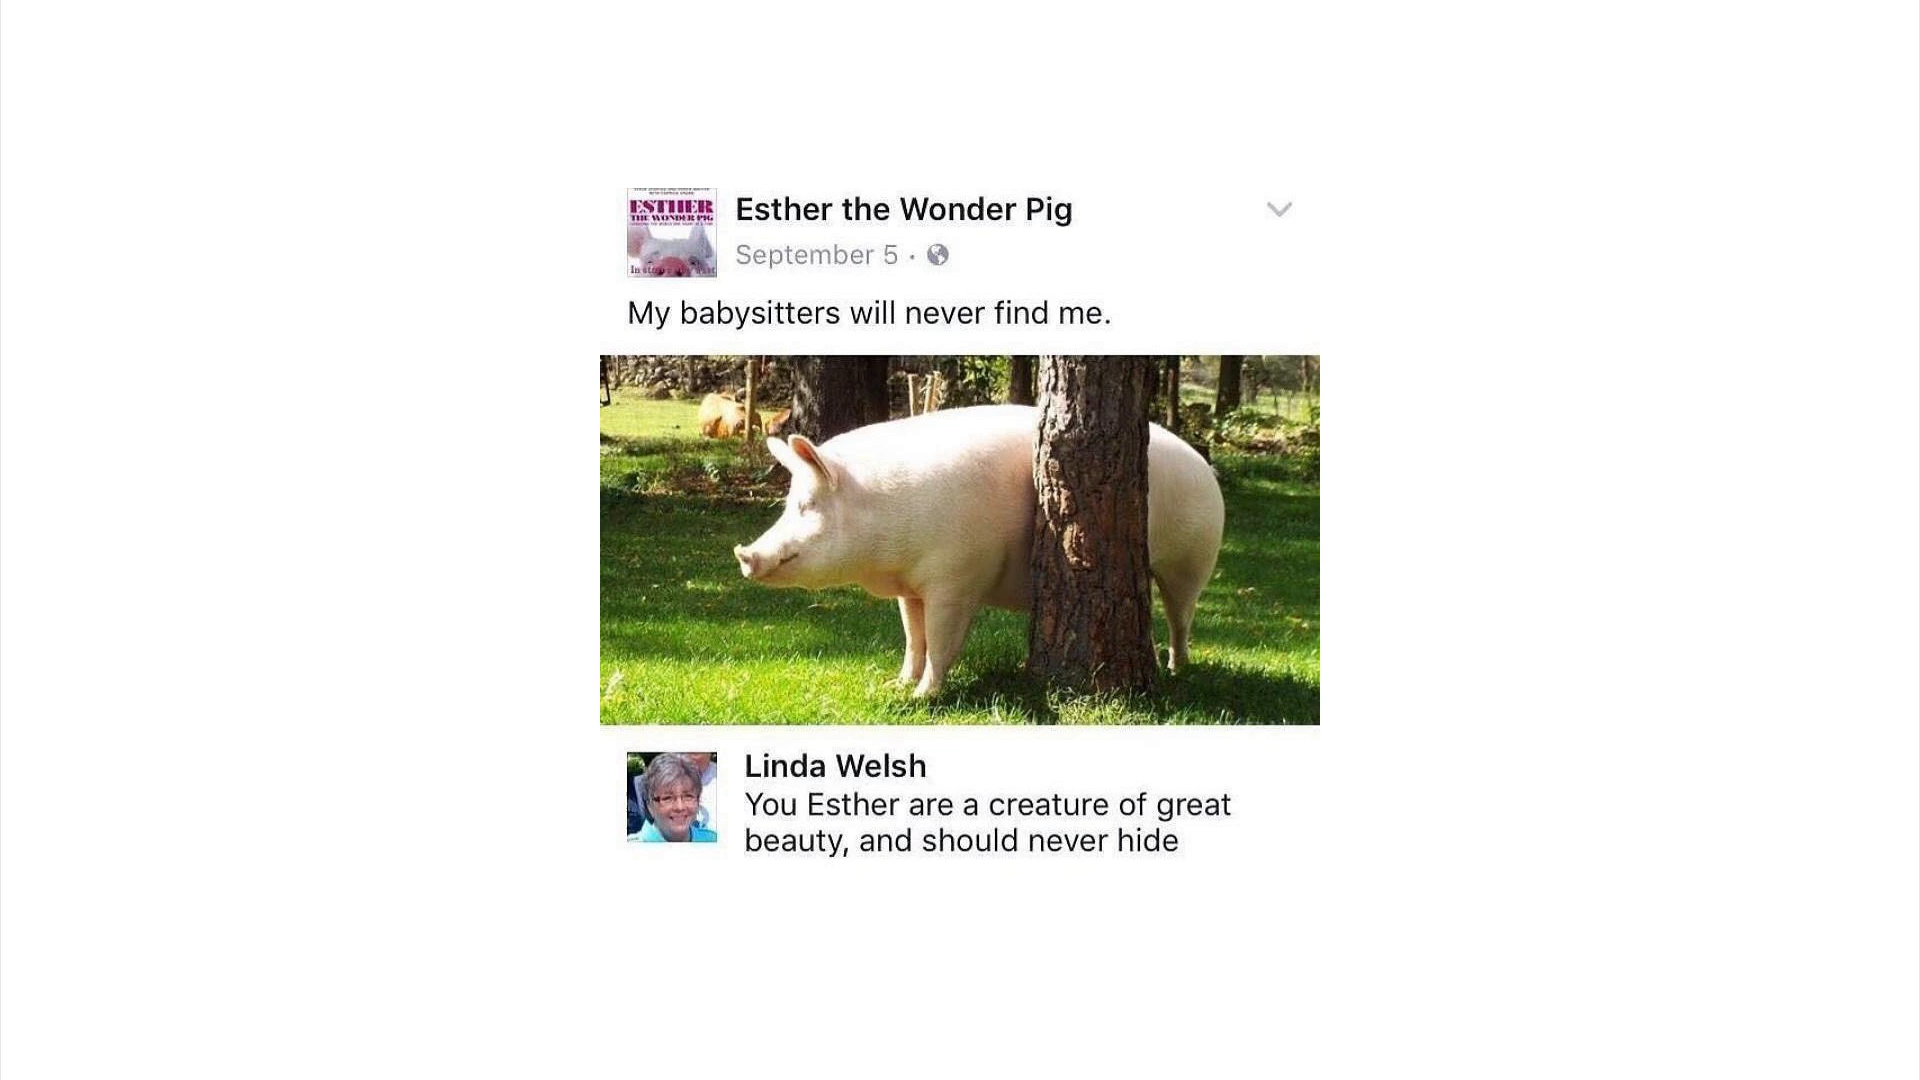 ESTHER
THE WONDER PIG
Esther the Wonder Pig
September 5 ·
My babysitters will never find me.
Linda Welsh
You Esther are a creature of great
beauty, and should never hide